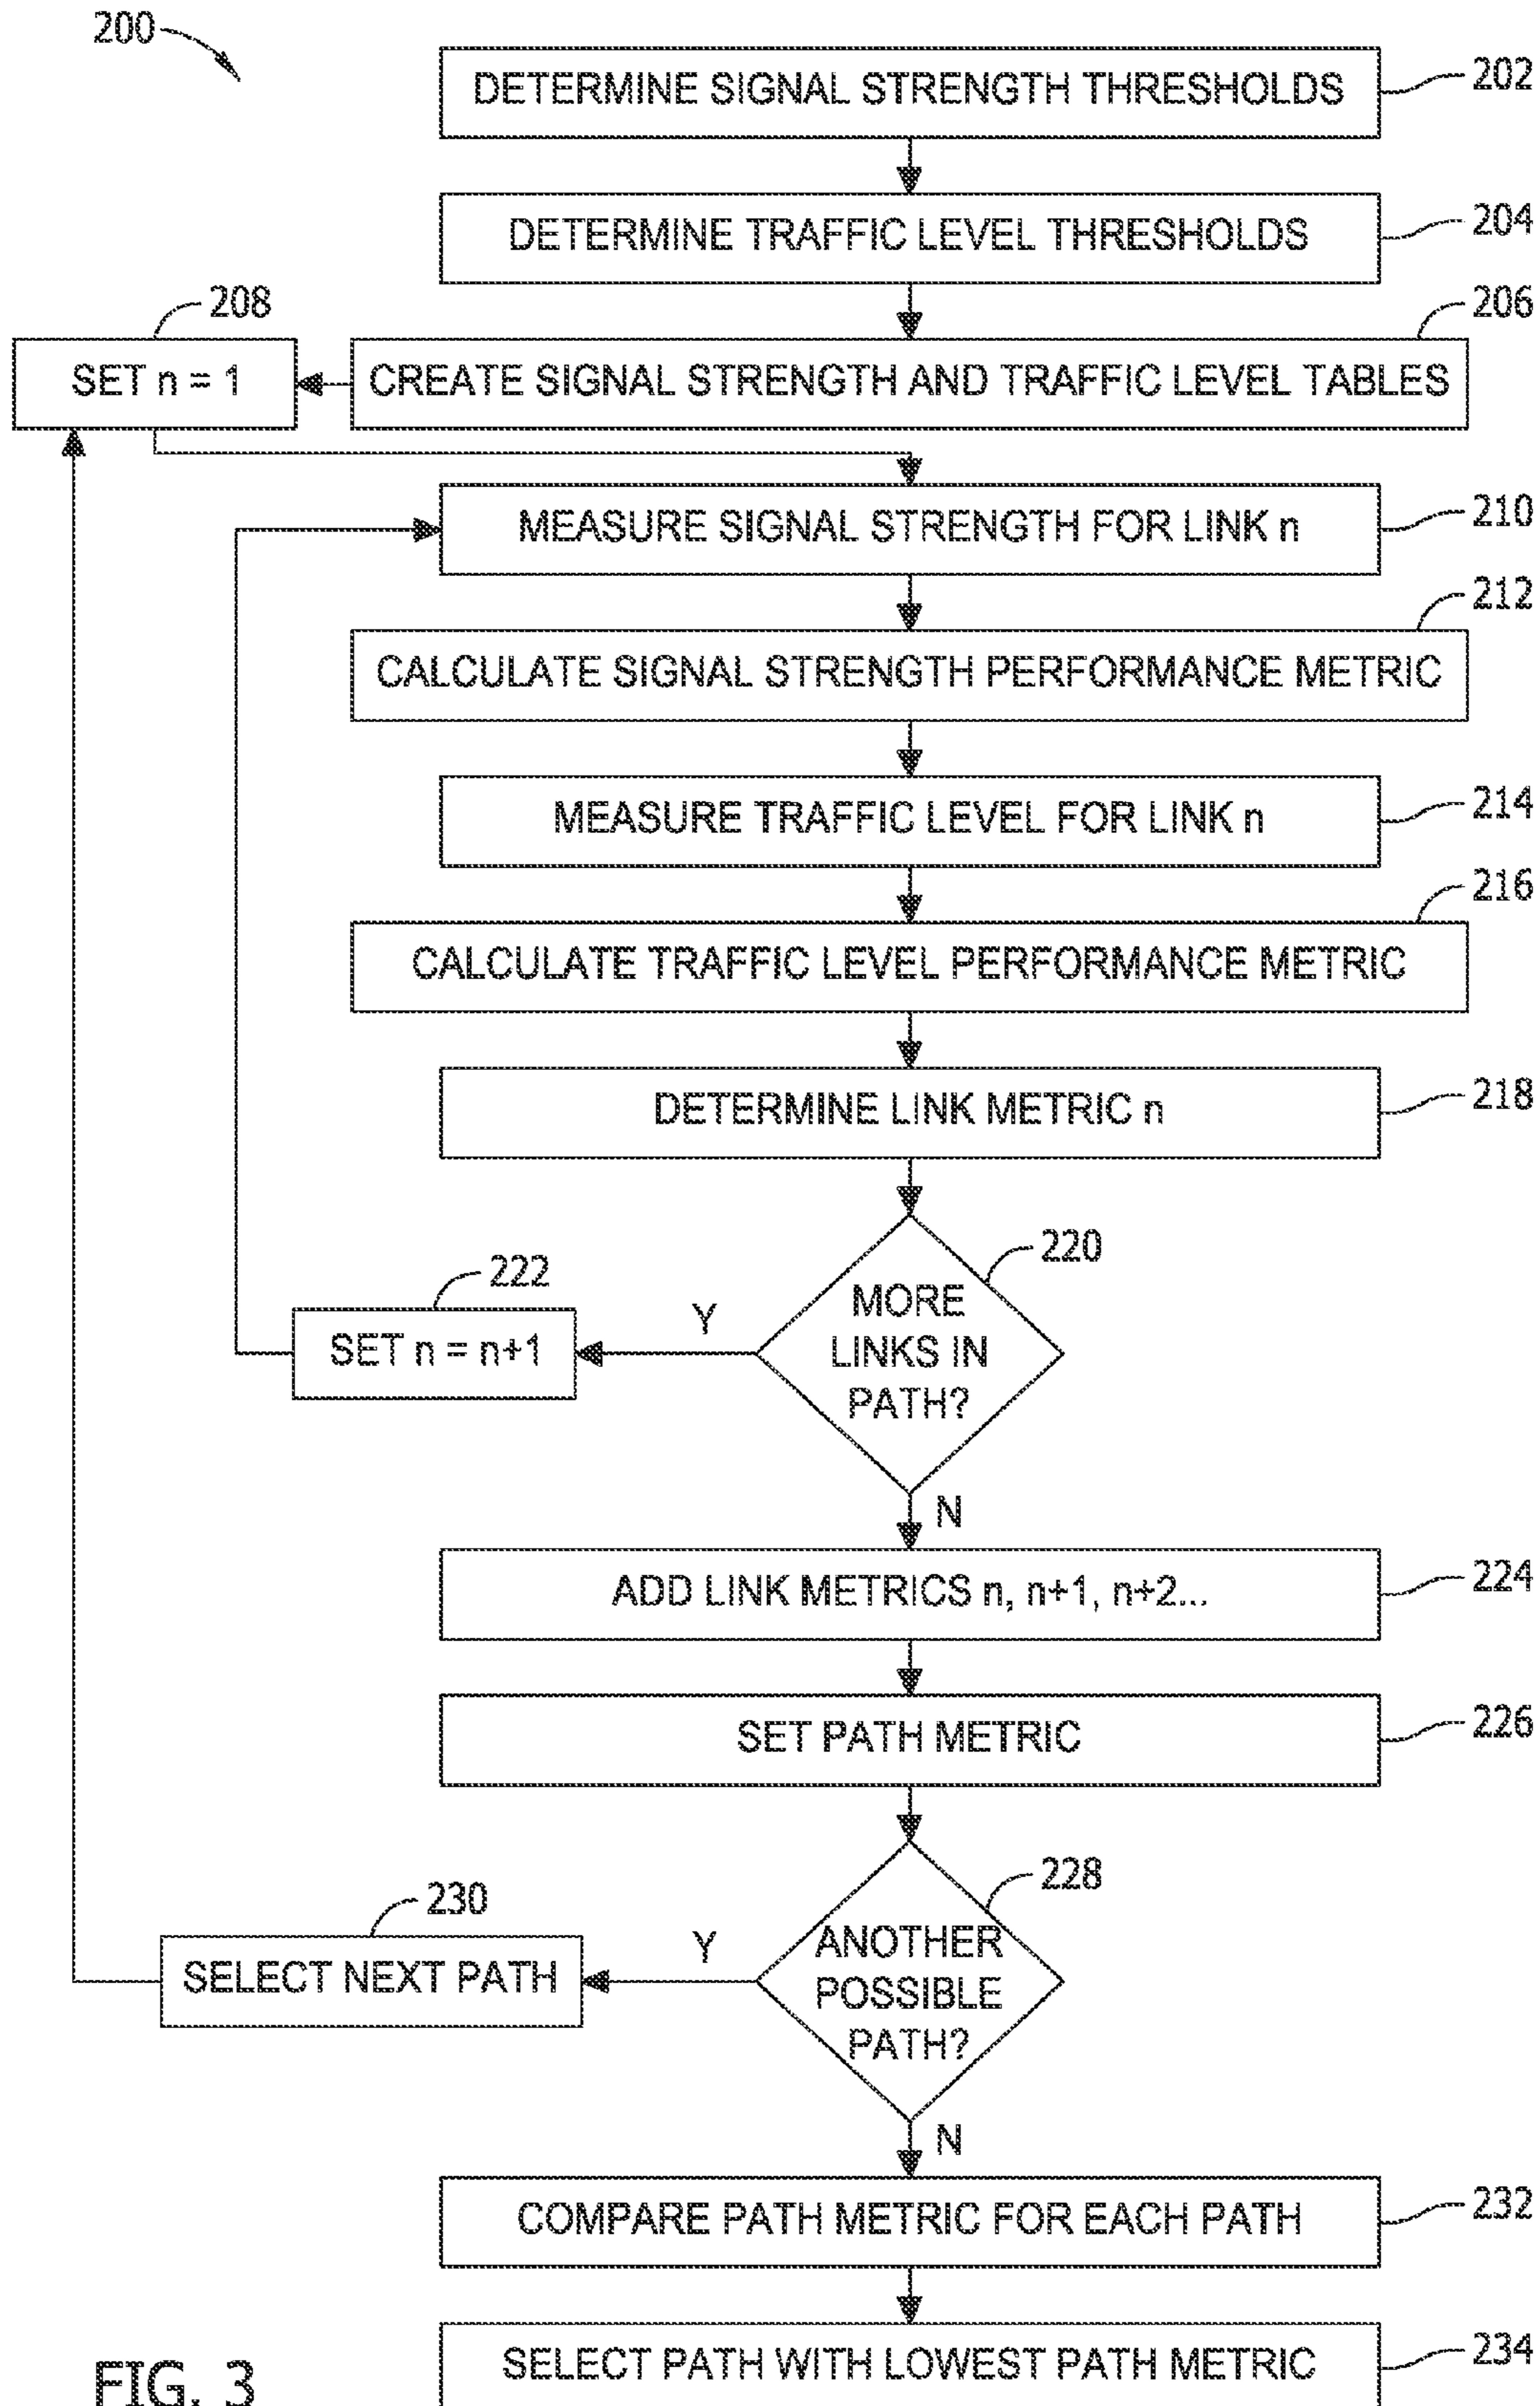 200
DETERMINE SIGNAL STRENGTH THRESHOLDS
202
DETERMINE TRAFFIC LEVEL THRESHOLDS
204
208
206
SET n = 1
CREATE SIGNAL STRENGTH AND TRAFFIC LEVEL TABLES
MEASURE SIGNAL STRENGTH FOR LINK n
210
212
CALCULATE SIGNAL STRENGTH PERFORMANCE METRIC
MEASURE TRAFFIC LEVEL FOR LINK n
214
216
CALCULATE TRAFFIC LEVEL PERFORMANCE METRIC
DETERMINE LINK METRIC n
218
220
222
MORE
LINKS IN
PATH?
Y
SET n = n+1
N
ADD LINK METRICS n, n+1, n+2...
224
SET PATH METRIC
226
228
230
ANOTHER
POSSIBLE
PATH?
Y
SELECT NEXT PATH
N
COMPARE PATH METRIC FOR EACH PATH
232
SELECT PATH WITH LOWEST PATH METRIC
234
FIG. 3